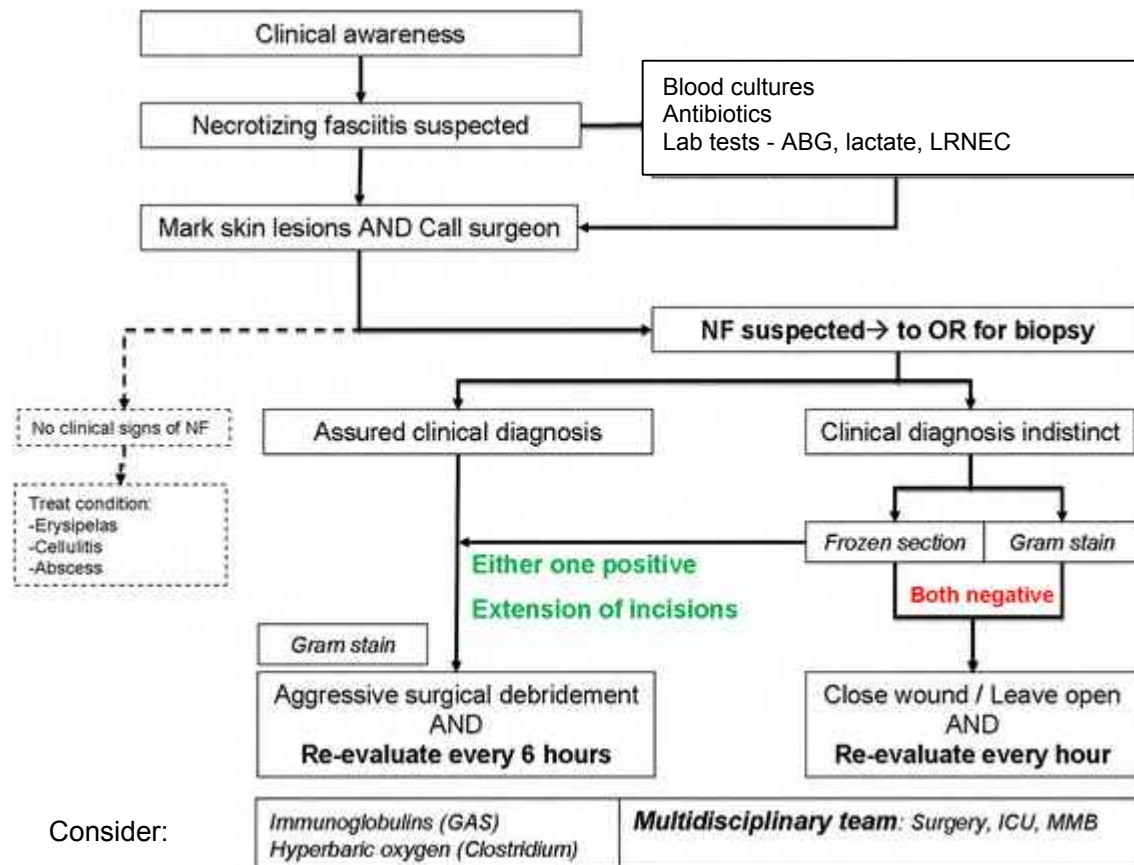 Clinical awareness
Blood cultures
Antibiotics
Lab tests - ABG, lactate, LRNEC
Necrotizing fasciitis suspected
Mark skin lesions AND Call surgeon
NF suspected→ to OR for biopsy
No clinical signs of NF
Assured clinical diagnosis
Clinical diagnosis indistinct
Treat condition:
-Erysipelas
-Cellulitis
-Abscess
Frozen section
Gram stain
Either one positive
Extension of incisions
Both negative
Gram stain
Aggressive surgical debridement
AND
Re-evaluate every 6 hours
Close wound / Leave open
AND
Re-evaluate every hour
Consider:
Immunoglobulins (GAS)
Hyperbaric oxygen (Clostridium)
Multidisciplinary team: Surgery, ICU, MMB